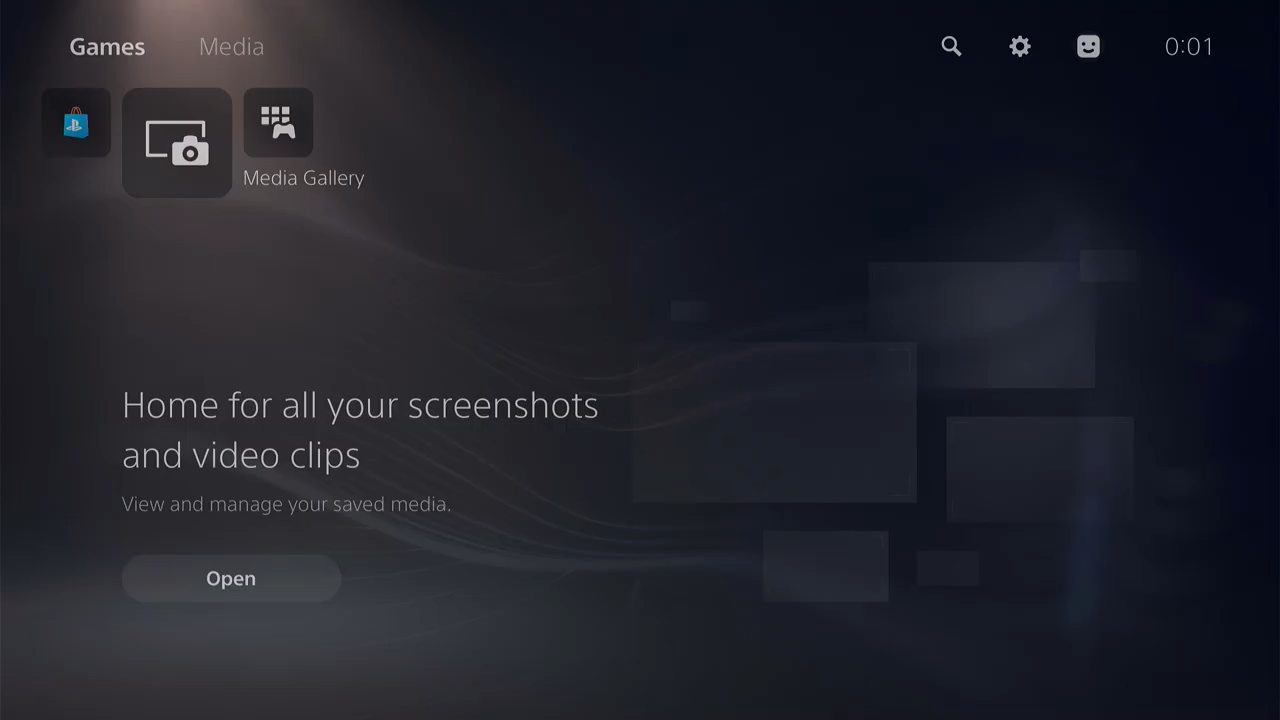 Games Media 0:01
Media Gallery
Home for all your screenshots
and video clips
View and manage your saved media.
Open